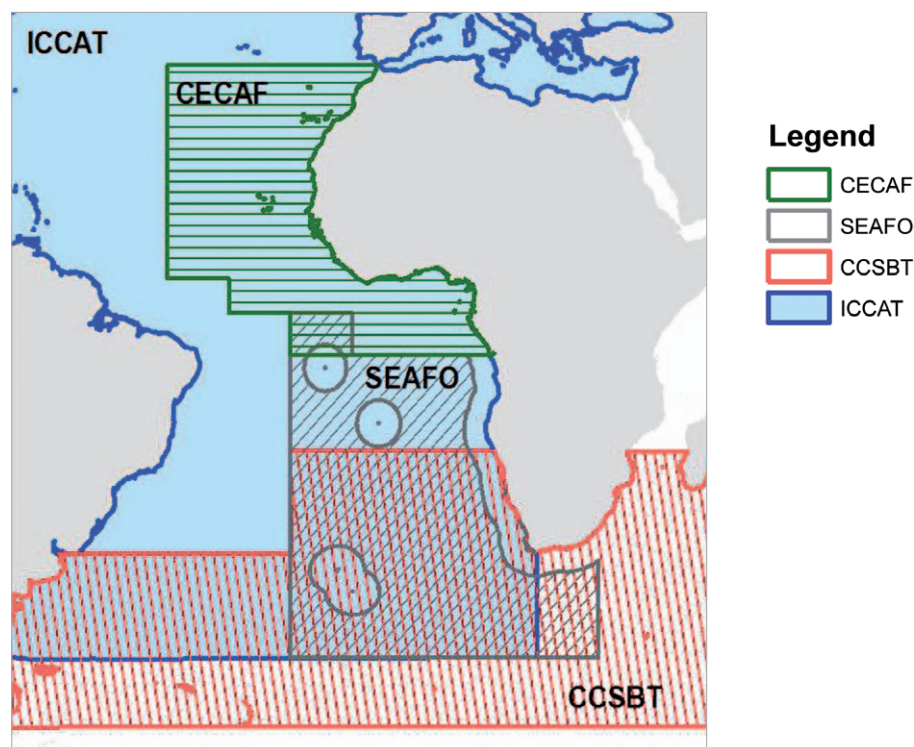 ICCAT
CECAF
SEAFO
CCSBT
Legend
CECAF
SEAFO
CCSBT
ICCAT